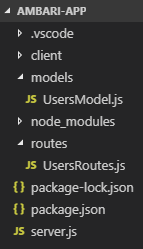 AMBARI-APP
.vscode
client
models
JS UsersModel.js
node_modules
routes
JS UsersRoutes.js
{} package-lock.json
{} package.json
JS server.js